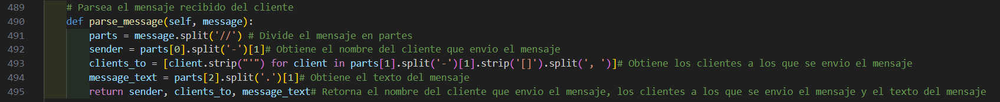 489 # Parsea el mensaje recibido del cliente
490 def parse_message(self, message):
491 parts = message.split('//') # Divide el mensaje en partes
492 sender = parts[0].split('-')[1]# Obtiene el nombre del cliente que envio el mensaje
493 clients_to = [client.strip("'") for client in parts[1].split('-')[1].strip('[]').split(', ')]# Obtiene los clientes a los que se envio el mensaje
494 message_text = parts[2].split('.')[1]# Obtiene el texto del mensaje
495 return sender, clients_to, message_text# Retorna el nombre del cliente que envio el mensaje, los clientes a los que se envio el mensaje y el texto del mensaje